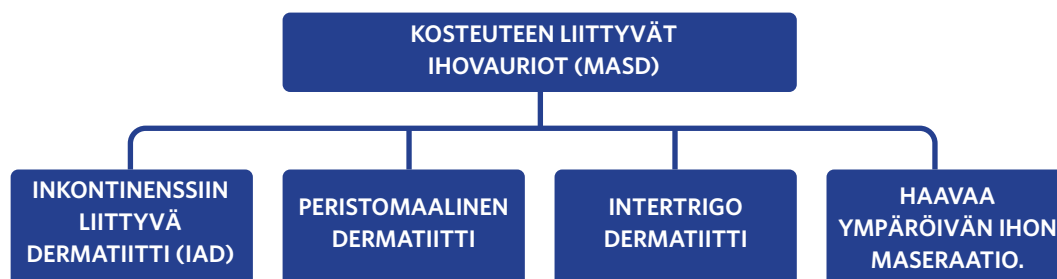 KOSTEUTEEN LIITTYVÄT
IHOVAURIOT (MASD)
INKONTINENSSIIN
LIITTYVÄ
DERMATIITTI (IAD)
PERISTOMAALINEN
DERMATIITTI
INTERTRIGO
DERMATIITTI
HAAVAA
YMPÄRÖIVÄN IHON
MASERAATIO.